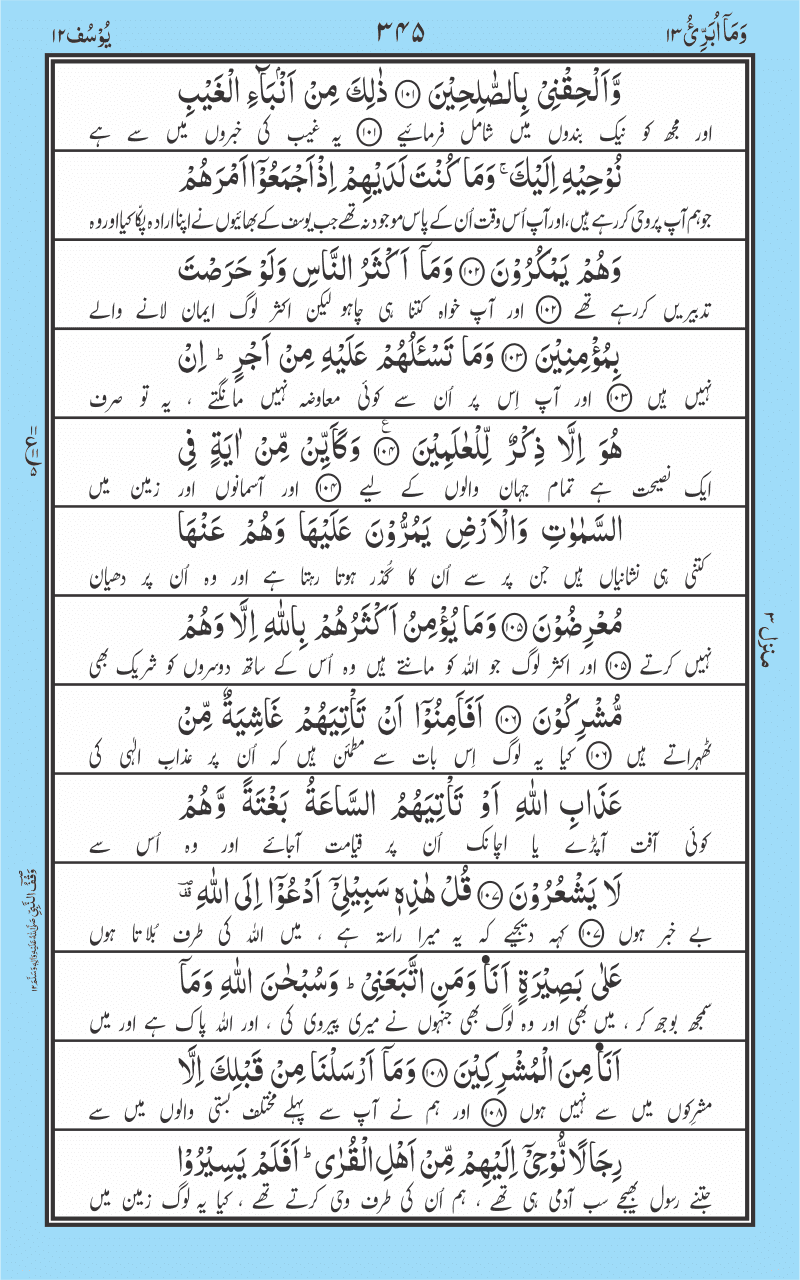 وَمَآ اُبَرِّئُ ۱۳ ۳۴۵ یُوْسُف ۱۲
وَّاَلْحِقْنِیْ بِالصّٰلِحِیْنَ ﴿۱۰۱﴾ ذٰلِكَ مِنْ اَنْۢبَآءِ الْغَیْبِ
اور مجھ کو نیک بندوں میں شامل فرمائیے ﴿۱۰۱﴾ یہ غیب کی خبروں میں سے ہے
نُوْحِیْهِ اِلَیْكَ ۚ وَمَا كُنْتَ لَدَیْهِمْ اِذْ اَجْمَعُوْۤا اَمْرَهُمْ
جو ہم آپ پر وحی کر رہے ہیں، اور آپ اُس وقت اُن کے پاس موجود نہ تھے جب یوسف کے بھائیوں نے اپنا ارادہ پکّا کیا اور وہ
وَهُمْ یَمْكُرُوْنَ ﴿۱۰۲﴾ وَمَاۤ اَكْثَرُ النَّاسِ وَلَوْ حَرَصْتَ
تدبیریں کررہے تھے ﴿۱۰۲﴾ اور آپ خواہ کتنا ہی چاہو لیکن اکثر لوگ ایمان لانے والے
بِمُؤْمِنِیْنَ ﴿۱۰۳﴾ وَمَا تَسْـَٔلُهُمْ عَلَیْهِ مِنْ اَجْرٍ ؕ اِنْ
نہیں ہیں ﴿۱۰۳﴾ اور آپ اِس پر اُن سے کوئی معاوضہ نہیں مانگتے ، یہ تو صرف
هُوَ اِلَّا ذِكْرٌ لِّلْعٰلَمِیْنَ ﴿۱۰۴﴾ وَكَاَیِّنْ مِّنْ اٰیَةٍ فِی
ایک نصیحت ہے تمام جہان والوں کے لیے ﴿۱۰۴﴾ اور آسمانوں اور زمین میں
السَّمٰوٰتِ وَالْاَرْضِ یَمُرُّوْنَ عَلَیْهَا وَهُمْ عَنْهَا
کتنی ہی نشانیاں ہیں جن پر سے اُن کا گُذر ہوتا رہتا ہے اور وہ اُن پر دھیان
مُعْرِضُوْنَ ﴿۱۰۵﴾ وَمَا یُؤْمِنُ اَكْثَرُهُمْ بِاللّٰهِ اِلَّا وَهُمْ
نہیں کرتے ﴿۱۰۵﴾ اور اکثر لوگ جو اللہ کو مانتے ہیں وہ اُس کے ساتھ دوسروں کو شریک بھی
مُّشْرِكُوْنَ ﴿۱۰۶﴾ اَفَاَمِنُوْۤا اَنْ تَاْتِیَهُمْ غَاشِیَةٌ مِّنْ
ٹھہراتے ہیں ﴿۱۰۶﴾ کیا یہ لوگ اِس بات سے مطمئن ہیں کہ اُن پر عذابِ الٰہی کی
عَذَابِ اللّٰهِ اَوْ تَاْتِیَهُمُ السَّاعَةُ بَغْتَةً وَّهُمْ
کوئی آفت آپڑے یا اچانک اُن پر قیامت آجائے اور وہ اُس سے
لَا یَشْعُرُوْنَ ﴿۱۰۷﴾ قُلْ هٰذِهٖ سَبِیْلِیْۤ اَدْعُوْۤا اِلَی اللّٰهِ
بے خبر ہوں ﴿۱۰۷﴾ کہہ دیجیے کہ یہ میرا راستہ ہے ، میں اللہ کی طرف بُلاتا ہوں
عَلٰی بَصِیْرَةٍ اَنَا وَمَنِ اتَّبَعَنِیْ ؕ وَسُبْحٰنَ اللّٰهِ وَمَاۤ
سمجھ بوجھ کر ، میں بھی اور وہ لوگ بھی جنہوں نے میری پیروی کی ، اور اللہ پاک ہے اور میں
اَنَا مِنَ الْمُشْرِكِیْنَ ﴿۱۰۸﴾ وَمَاۤ اَرْسَلْنَا مِنْ قَبْلِكَ اِلَّا
مشرکوں میں سے نہیں ہوں ﴿۱۰۸﴾ اور ہم نے آپ سے پہلے مختلف بستی والوں میں سے
رِجَالًا نُّوْحِیْۤ اِلَیْهِمْ مِّنْ اَهْلِ الْقُرٰی ؕ اَفَلَمْ یَسِیْرُوْا
جتنے رسول بھیجے سب آدمی ہی تھے ، ہم اُن کی طرف وحی کرتے تھے ، کیا یہ لوگ زمین میں
منزل ۳